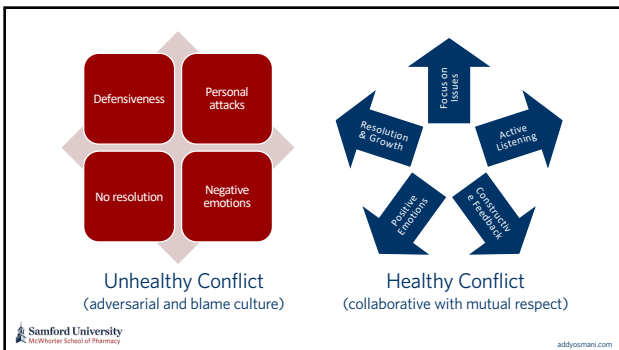 Defensiveness
Personal
attacks
No resolution
Negative
emotions
Unhealthy Conflict
(adversarial and blame culture)
Focus on
Issues
Active
Listening
Constructiv
e Feedback
Positive
Emotions
Resolution
& Growth
Healthy Conflict
(collaborative with mutual respect)
Samford University
McWhorter School of Pharmacy
addyosmani.com